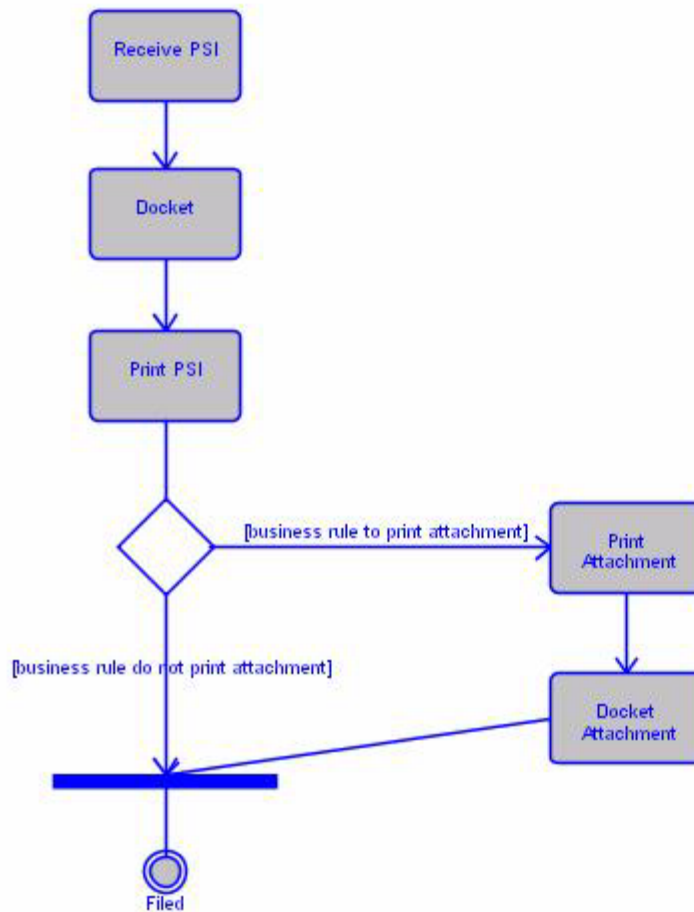 Receive PSI
Docket
Print PSI
[business rule to print attachment]
Print
Attachment
[business rule do not print attachment]
Docket
Attachment
Filed